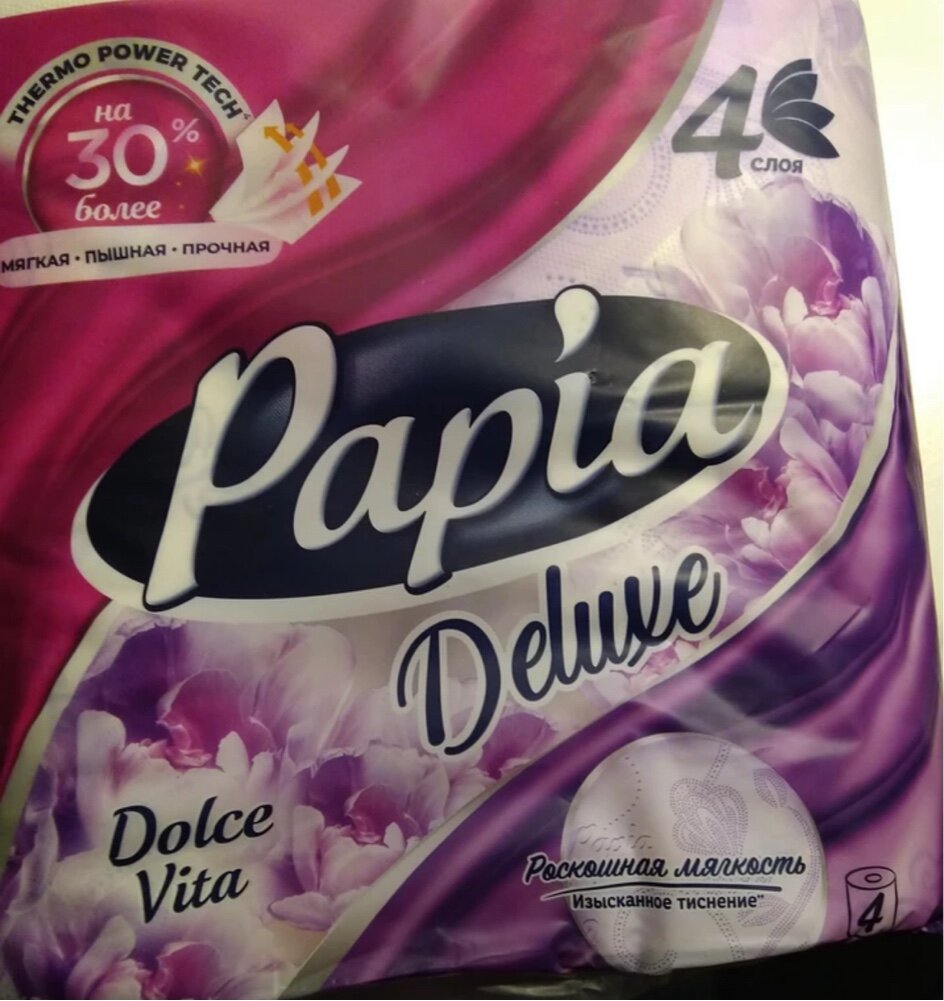 THERMO POWER TECH
на
30%
более
МЯГКАЯ • ПЫШНАЯ • ПРОЧНАЯ
4
СЛОЯ
Papia
Deluxe
Dolce
Vita
Papia
Роскошная мягкость
Изысканное тиснение"
4